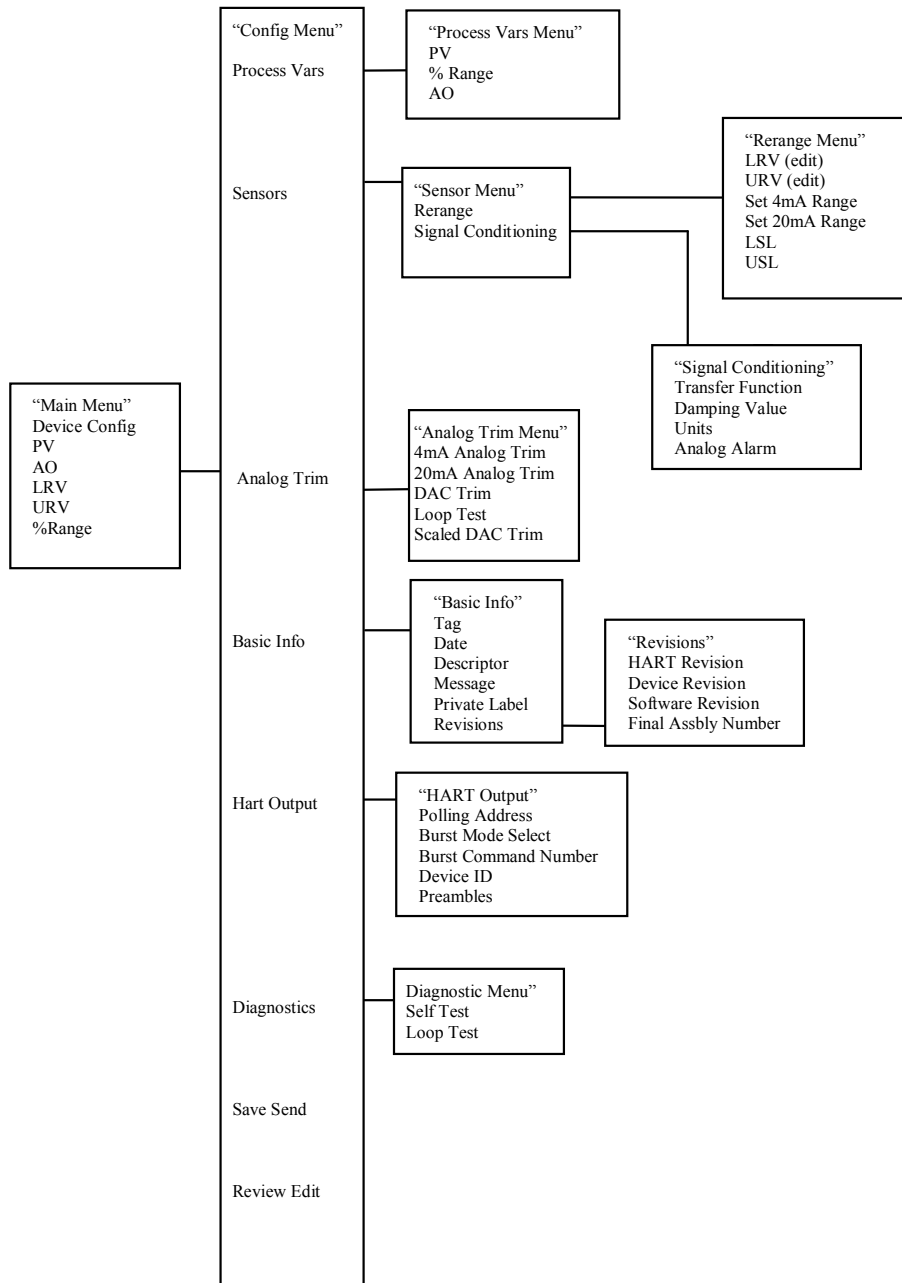 “Main Menu”
Device Config
PV
AO
LRV
URV
%Range
“Config Menu”
Process Vars
Sensors
Analog Trim
Basic Info
Hart Output
Diagnostics
Save Send
Review Edit
“Process Vars Menu”
PV
% Range
AO
“Sensor Menu”
Rerange
Signal Conditioning
“Rerange Menu”
LRV (edit)
URV (edit)
Set 4mA Range
Set 20mA Range
LSL
USL
“Signal Conditioning”
Transfer Function
Damping Value
Units
Analog Alarm
“Analog Trim Menu”
4mA Analog Trim
20mA Analog Trim
DAC Trim
Loop Test
Scaled DAC Trim
“Basic Info”
Tag
Date
Descriptor
Message
Private Label
Revisions
“Revisions”
HART Revision
Device Revision
Software Revision
Final Assbly Number
“HART Output”
Polling Address
Burst Mode Select
Burst Command Number
Device ID
Preambles
Diagnostic Menu”
Self Test
Loop Test